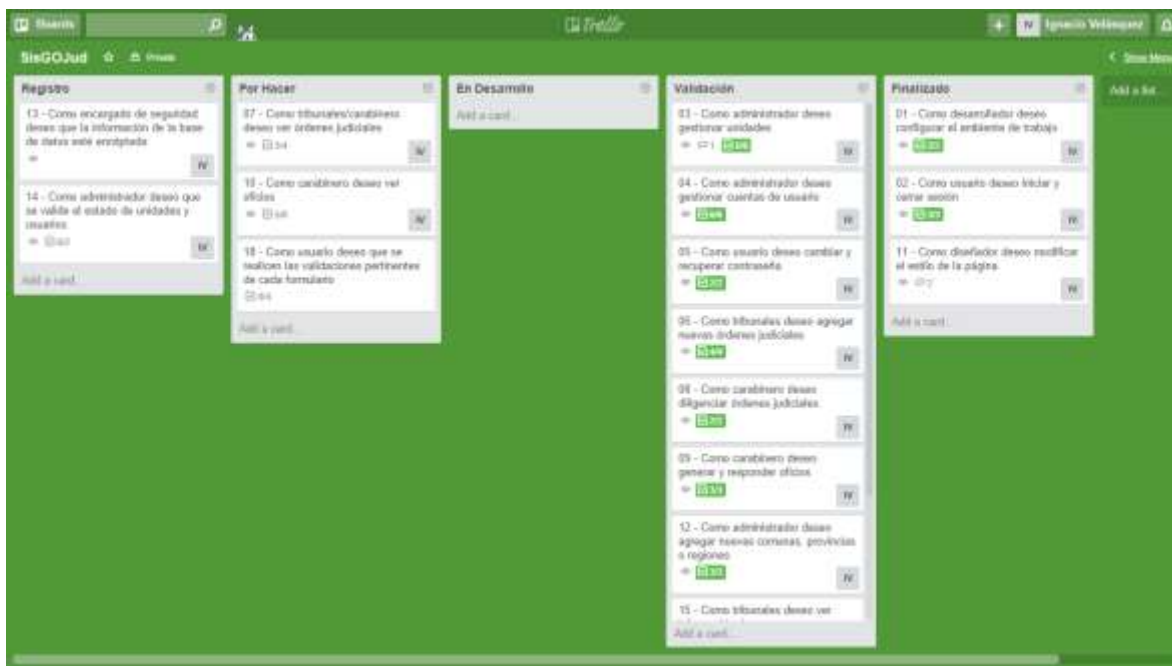 Boards
Trello
Ignacio Velásquez
SisGOJud
Private
Show Menu
Registro
13 - Como encargado de seguridad
deseo que la información de la base
de datos esté encriptada
IV
14 - Como administrador deseo que
se valide el estado de unidades y
usuarios
IV
Add a card...
Por Hacer
07 - Como tribunales/carabinero
deseo ver órdenes judiciales
IV
10 - Como carabinero deseo ver
oficios
IV
18 - Como usuario deseo que se
realicen las validaciones pertinentes
de cada formulario
Add a card...
En Desarrollo
Add a card...
Validación
03 - Como administrador deseo
gestionar unidades
IV
04 - Como administrador deseo
gestionar cuentas de usuario
IV
05 - Como usuario deseo cambiar y
recuperar contraseña
IV
06 - Como tribunales deseo agregar
nuevas órdenes judiciales
IV
08 - Como carabinero deseo
diligenciar órdenes judiciales
IV
09 - Como carabinero deseo
generar y responder oficios
IV
12 - Como administrador deseo
agregar nuevas comunas, provincias
o regiones
IV
15 - Como tribunales deseo ver
Add a card...
Finalizado
01 - Como desarrollador deseo
configurar el ambiente de trabajo
IV
02 - Como usuario deseo iniciar y
cerrar sesión
IV
11 - Como diseñador deseo modificar
el estilo de la página
IV
Add a card...
Add a list...